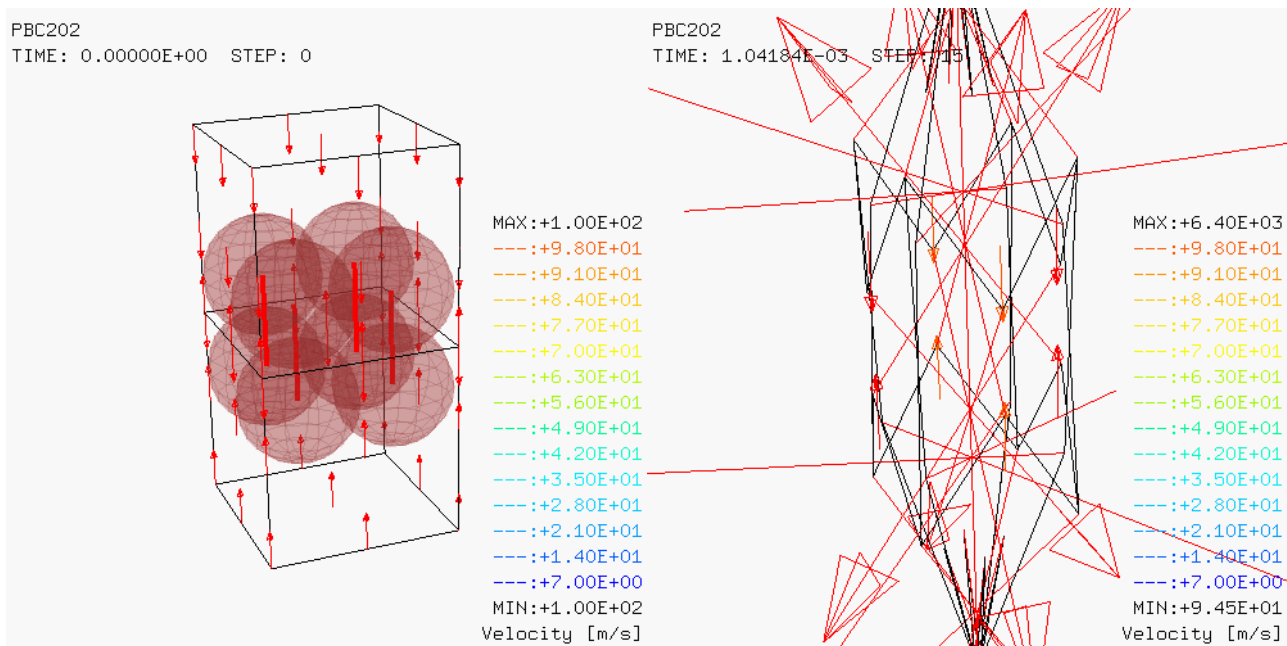 PBC202
TIME: 0.00000E+00 STEP: 0
MAX:+1.00E+02
---:+9.80E+01
---:+9.10E+01
---:+8.40E+01
---:+7.70E+01
---:+7.00E+01
---:+6.30E+01
---:+5.60E+01
---:+4.90E+01
---:+4.20E+01
---:+3.50E+01
---:+2.80E+01
---:+2.10E+01
---:+1.40E+01
---:+7.00E+00
MIN:+1.00E+02
Velocity [m/s]
PBC202
TIME: 1.04184E-03 STEP: 15
MAX:+6.40E+03
---:+9.80E+01
---:+9.10E+01
---:+8.40E+01
---:+7.70E+01
---:+7.00E+01
---:+6.30E+01
---:+5.60E+01
---:+4.90E+01
---:+4.20E+01
---:+3.50E+01
---:+2.80E+01
---:+2.10E+01
---:+1.40E+01
---:+7.00E+00
MIN:+9.45E+01
Velocity [m/s]